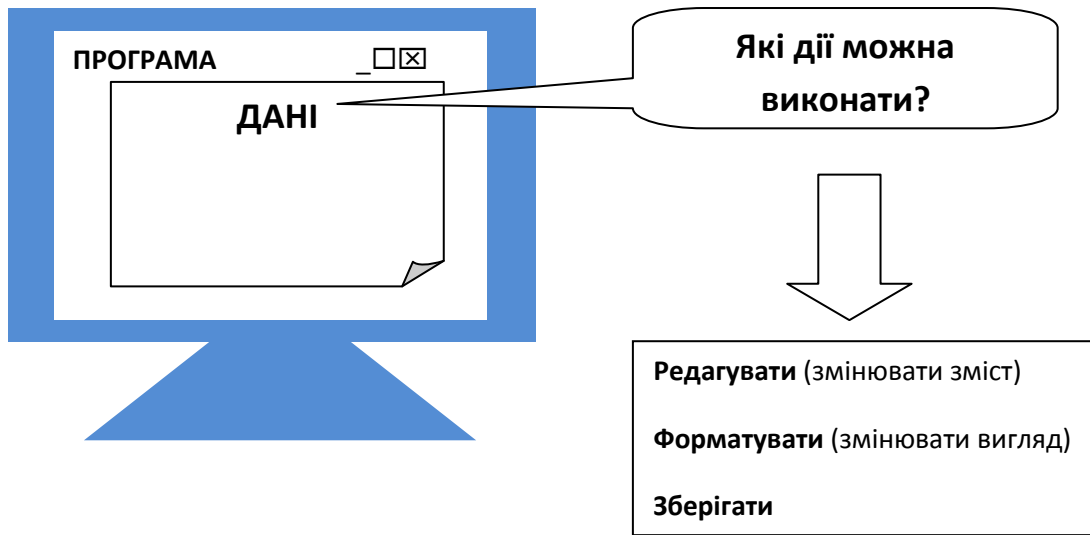 ПРОГРАМА
ДАНІ
Які дії можна
виконати?
Редагувати (змінювати зміст)
Форматувати (змінювати вигляд)
Зберігати